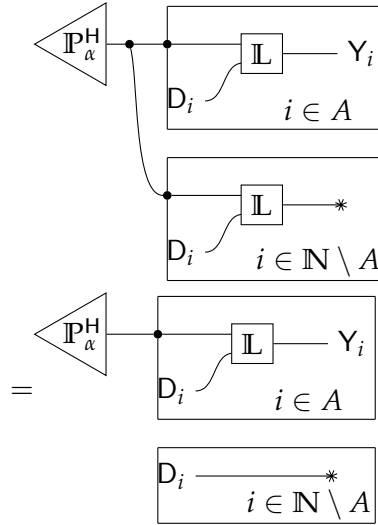 ℙ^H_α 𝕃 Y_i
D_i
i ∈ A
𝕃
D_i
i ∈ ℕ \ A
ℙ^H_α 𝕃 Y_i
D_i
=
i ∈ A
D_i
i ∈ ℕ \ A